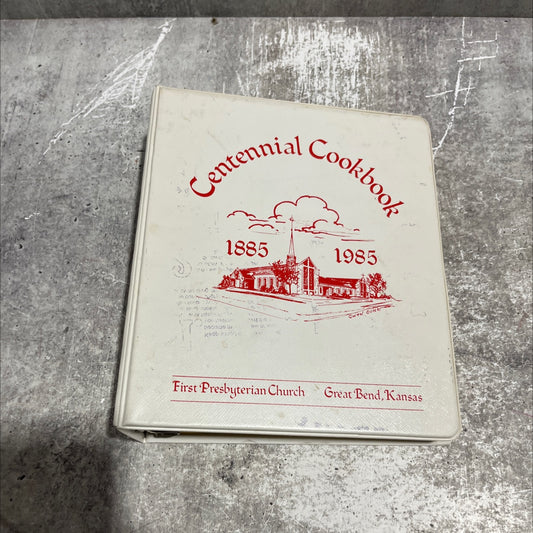 Centennial Cookbook
1885 1985
First Presbyterian Church Great Bend, Kansas